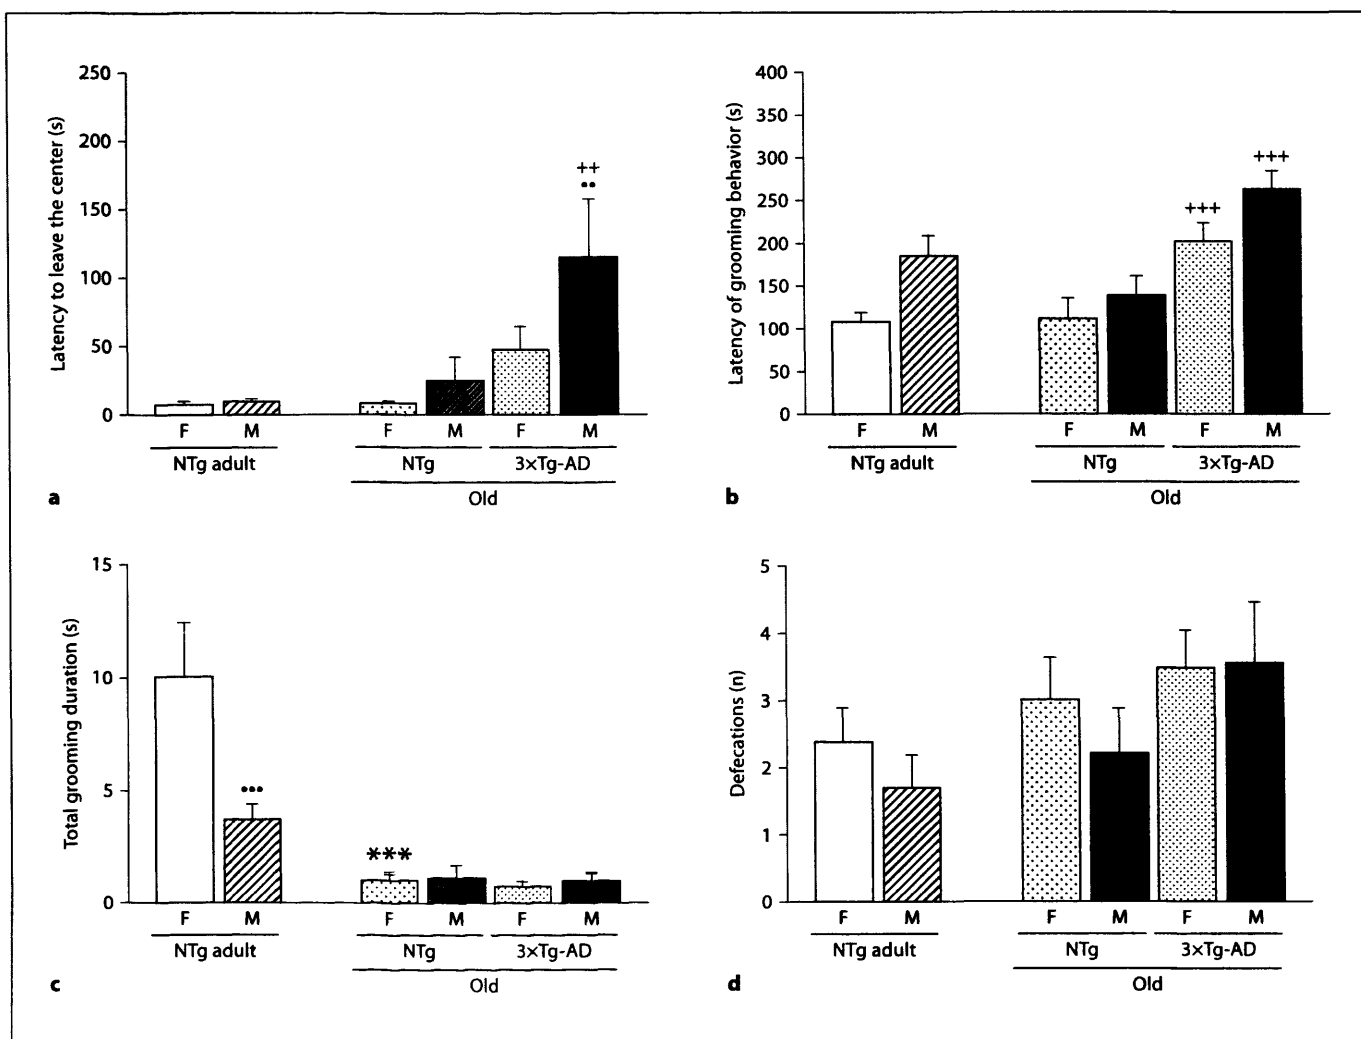 250
200
150
100
50
0
Latency to leave the center (s)
++
••
F M F M F M
NTg adult NTg 3×Tg-AD
Old
a
400
350
300
250
200
150
100
50
0
Latency of grooming behavior (s)
+++
+++
F M F M F M
NTg adult NTg 3×Tg-AD
Old
b
15
10
5
0
Total grooming duration (s)
•••
***
F M F M F M
NTg adult NTg 3×Tg-AD
Old
c
5
4
3
2
1
0
Defecations (n)
F M F M F M
NTg adult NTg 3×Tg-AD
Old
d